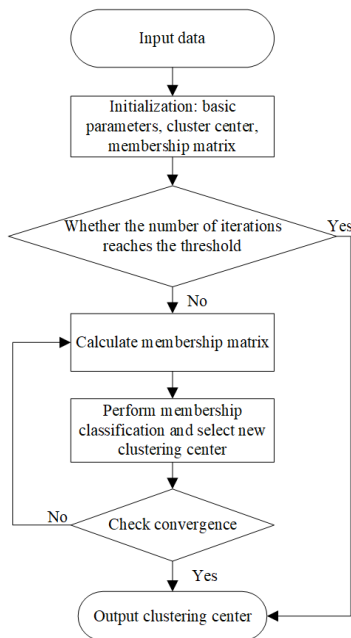 Input data
Initialization: basic
parameters, cluster center,
membership matrix
Whether the number of iterations
reaches the threshold
Yes
No
Calculate membership matrix
Perform membership
classification and select new
clustering center
No
Check convergence
Yes
Output clustering center